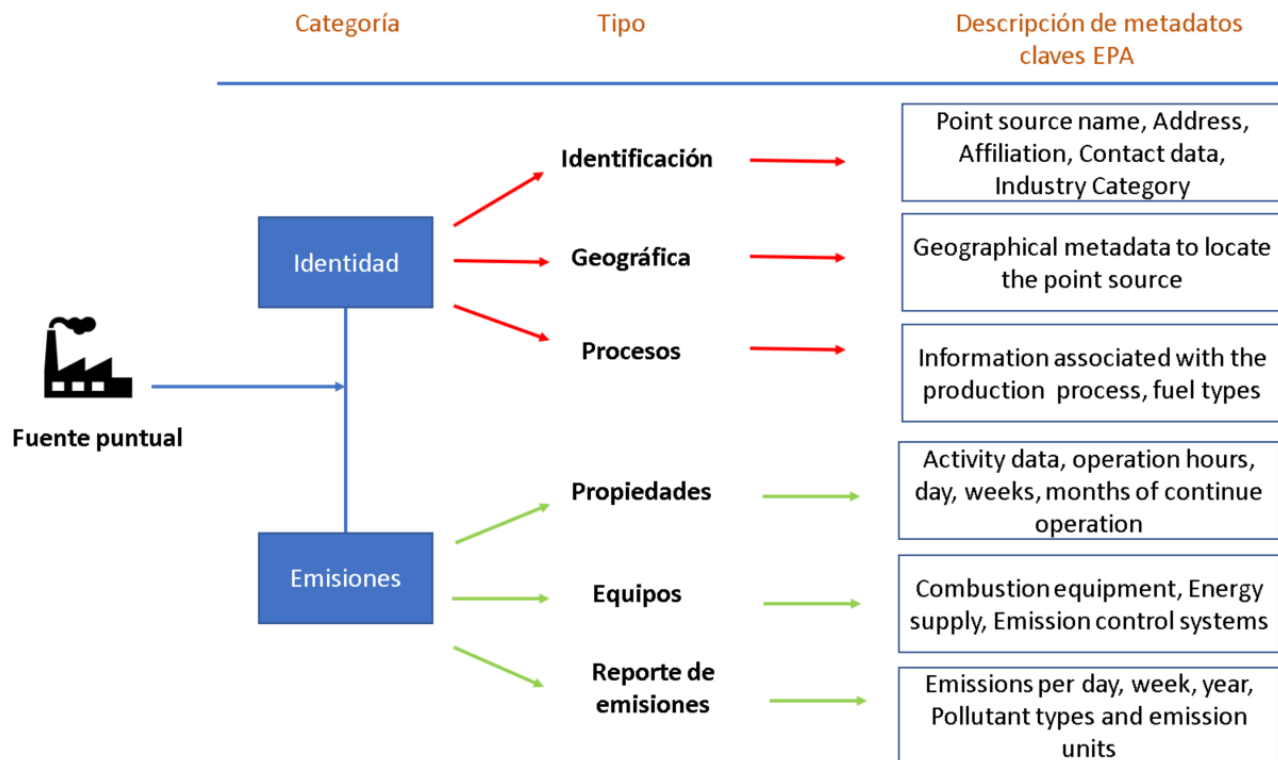 Categoría
Tipo
Descripción de metadatos
claves EPA
Identificación
Point source name, Address,
Affiliation, Contact data,
Industry Category
Identidad
Geográfica
Geographical metadata to locate
the point source
Procesos
Information associated with the
production process, fuel types
Fuente puntual
Propiedades
Activity data, operation hours,
day, weeks, months of continue
operation
Emisiones
Equipos
Combustion equipment, Energy
supply, Emission control systems
Reporte de
emisiones
Emissions per day, week, year,
Pollutant types and emission
units